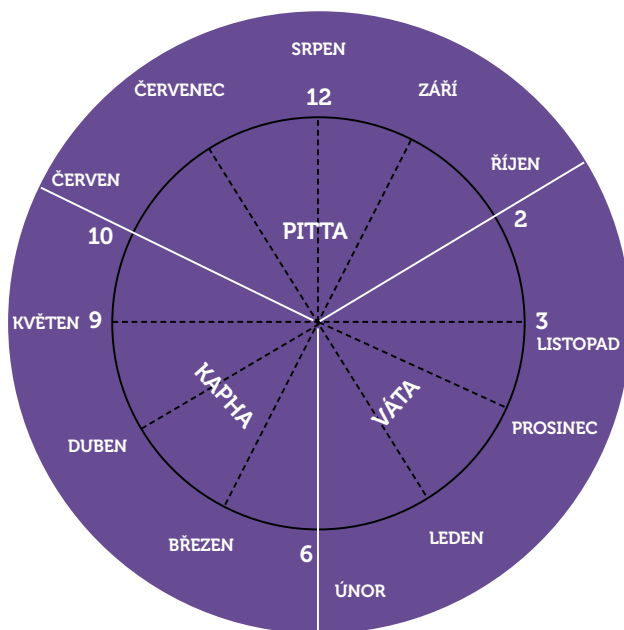 SRPEN
ČERVENEC
ZÁŘÍ
12
ŘÍJEN
ČERVEN
2
PITTA
10
KVĚTEN
9
3
LISTOPAD
KAPHA
VÁTA
PROSINEC
DUBEN
LEDEN
BŘEZEN
6
ÚNOR